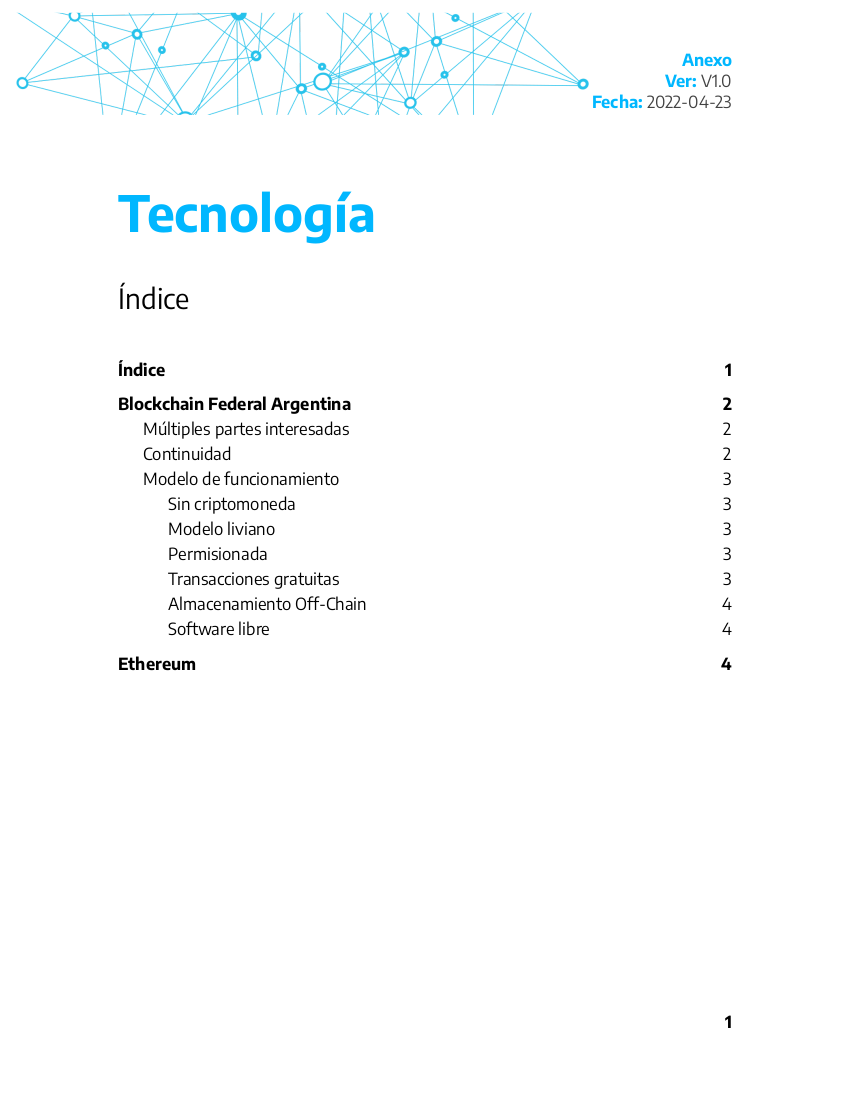 Anexo
Ver: V1.0
Fecha: 2022-04-23
Tecnología
Índice
Índice 1
Blockchain Federal Argentina 2
Múltiples partes interesadas 2
Continuidad 2
Modelo de funcionamiento 3
Sin criptomoneda 3
Modelo liviano 3
Permisionada 3
Transacciones gratuitas 3
Almacenamiento Off-Chain 4
Software libre 4
Ethereum 4
1